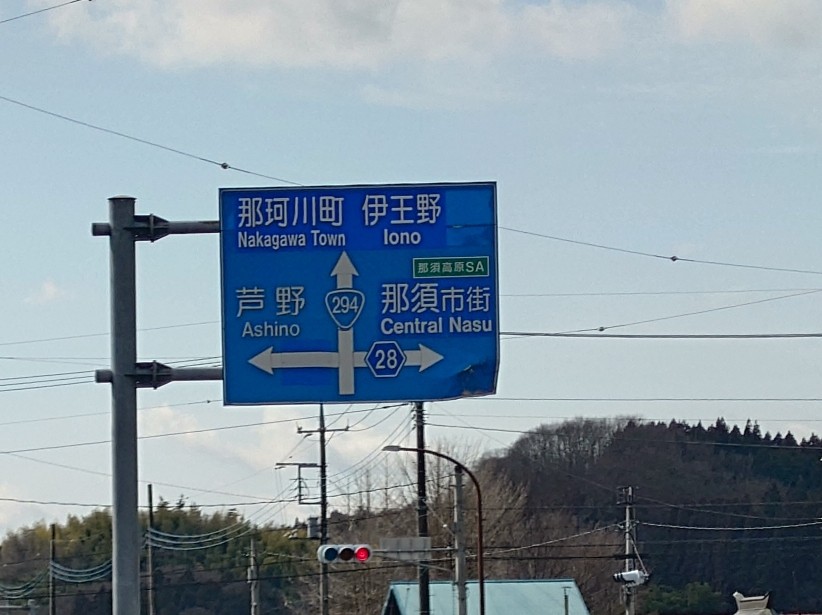 那珂川町 伊王野
Nakagawa Town Iono
那須高原SA
芦野 294 那須市街
Ashino Central Nasu
28